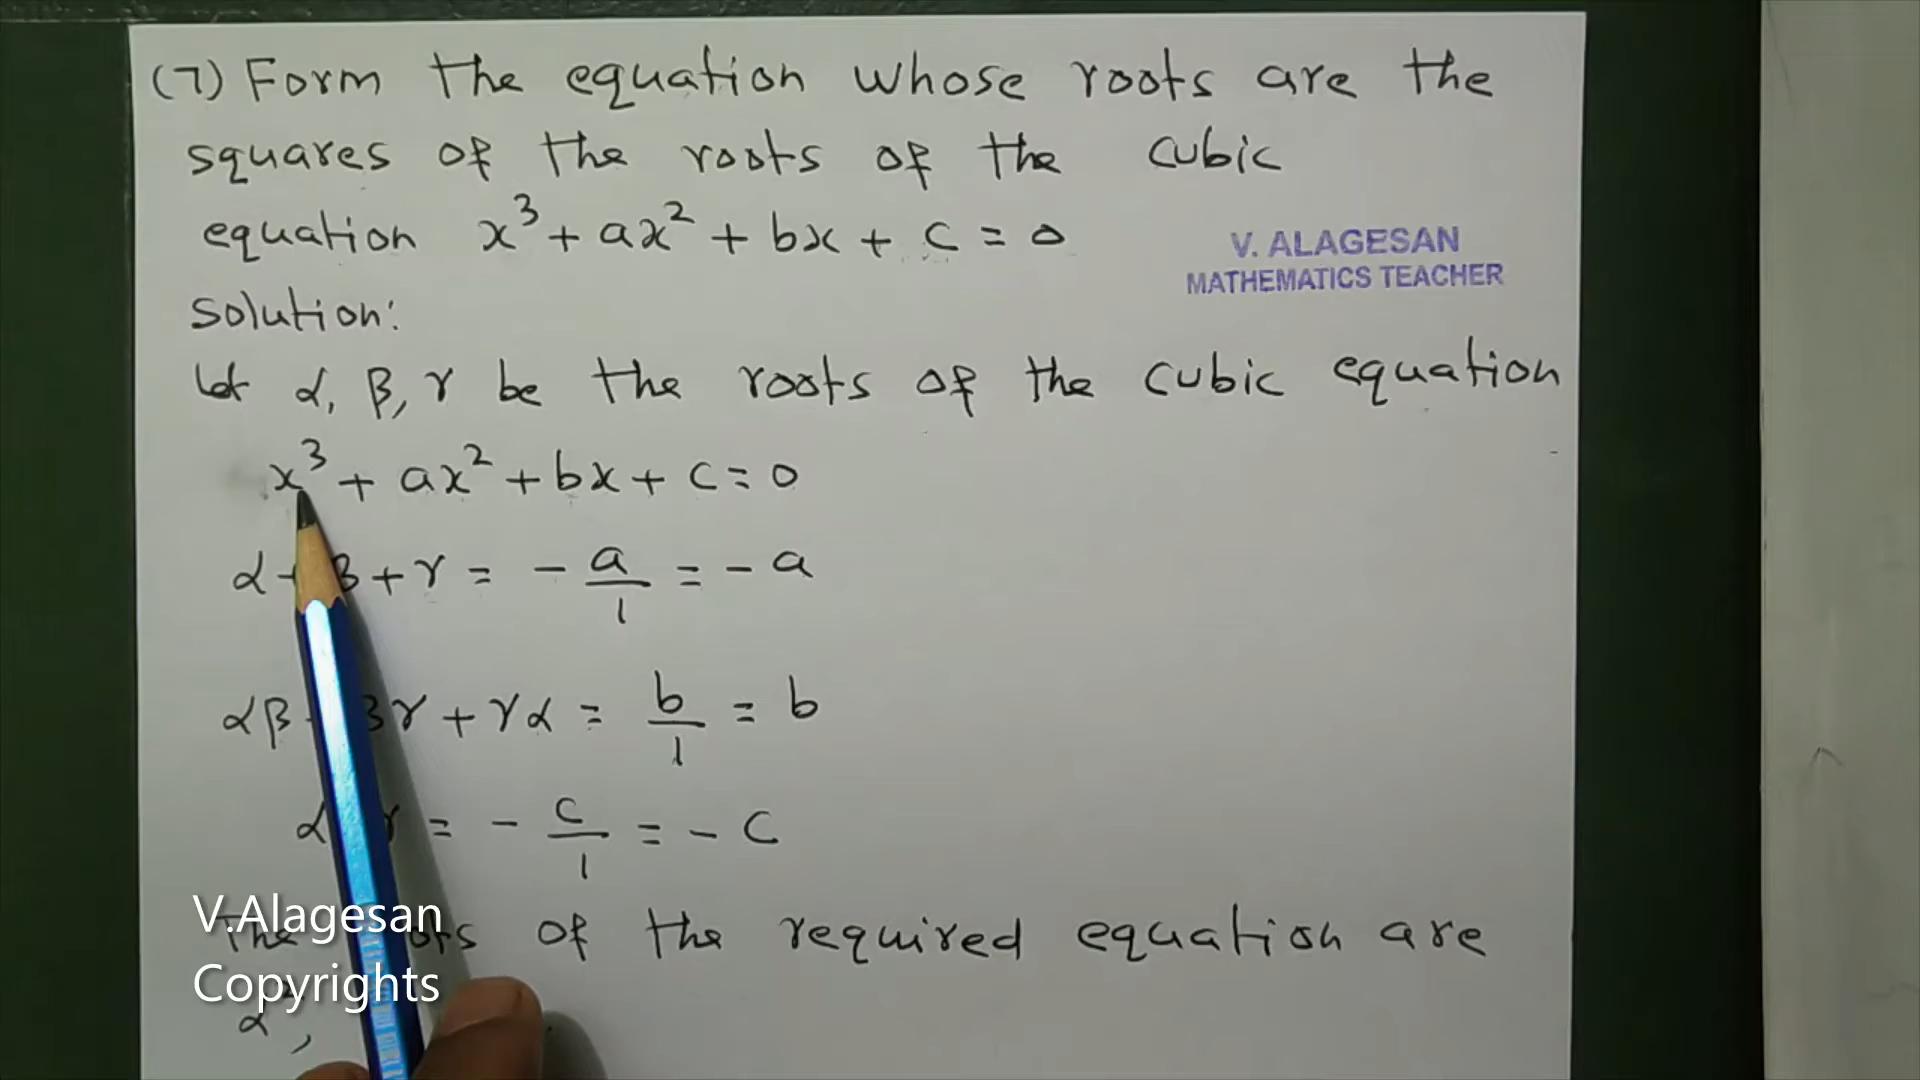 (7) Form the equation whose roots are the
squares of the roots of the cubic
equation x³ + ax² + bx + c = 0
V. ALAGESAN
MATHEMATICS TEACHER
Solution:
Let α, β, γ be the roots of the cubic equation
x³ + ax² + bx + c = 0
α + β + γ = - a/1 = - a
αβ + βγ + γα = b/1 = b
α γ = - c/1 = - c
The of the required equation are
α²,
V.Alagesan
Copyrights